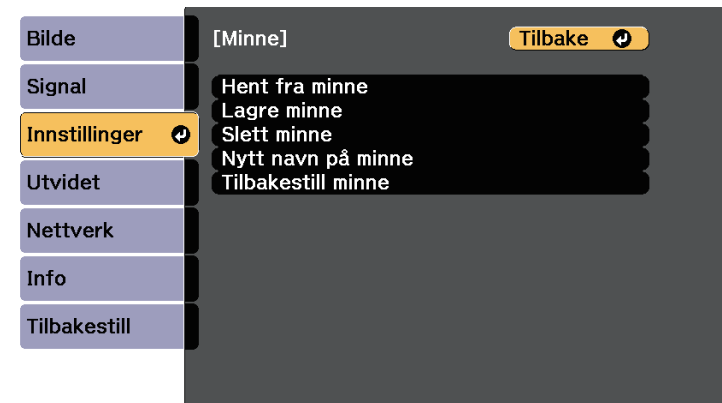 Bilde
Signal
Innstillinger
Utvidet
Nettverk
Info
Tilbakestill
[Minne]
Tilbake
Hent fra minne
Lagre minne
Slett minne
Nytt navn på minne
Tilbakestill minne